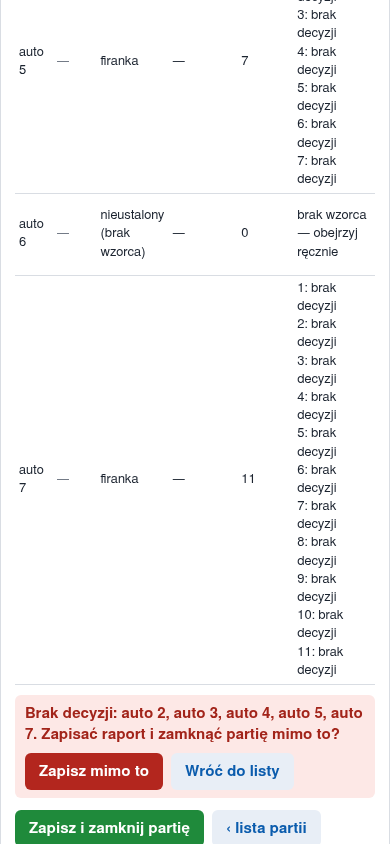 decyzji
3: brak
decyzji
4: brak
decyzji
5: brak
decyzji
6: brak
decyzji
7: brak
decyzji
auto
5
—
firanka
—
7
auto
6
—
nieustalony
(brak
wzorca)
—
0
brak wzorca
— obejrzyj
ręcznie
auto
7
—
firanka
—
11
1: brak
decyzji
2: brak
decyzji
3: brak
decyzji
4: brak
decyzji
5: brak
decyzji
6: brak
decyzji
7: brak
decyzji
8: brak
decyzji
9: brak
decyzji
10: brak
decyzji
11: brak
decyzji
Brak decyzji: auto 2, auto 3, auto 4, auto 5, auto
7. Zapisać raport i zamknąć partię mimo to?
Zapisz mimo to
Wróć do listy
Zapisz i zamknij partię
‹ lista partii